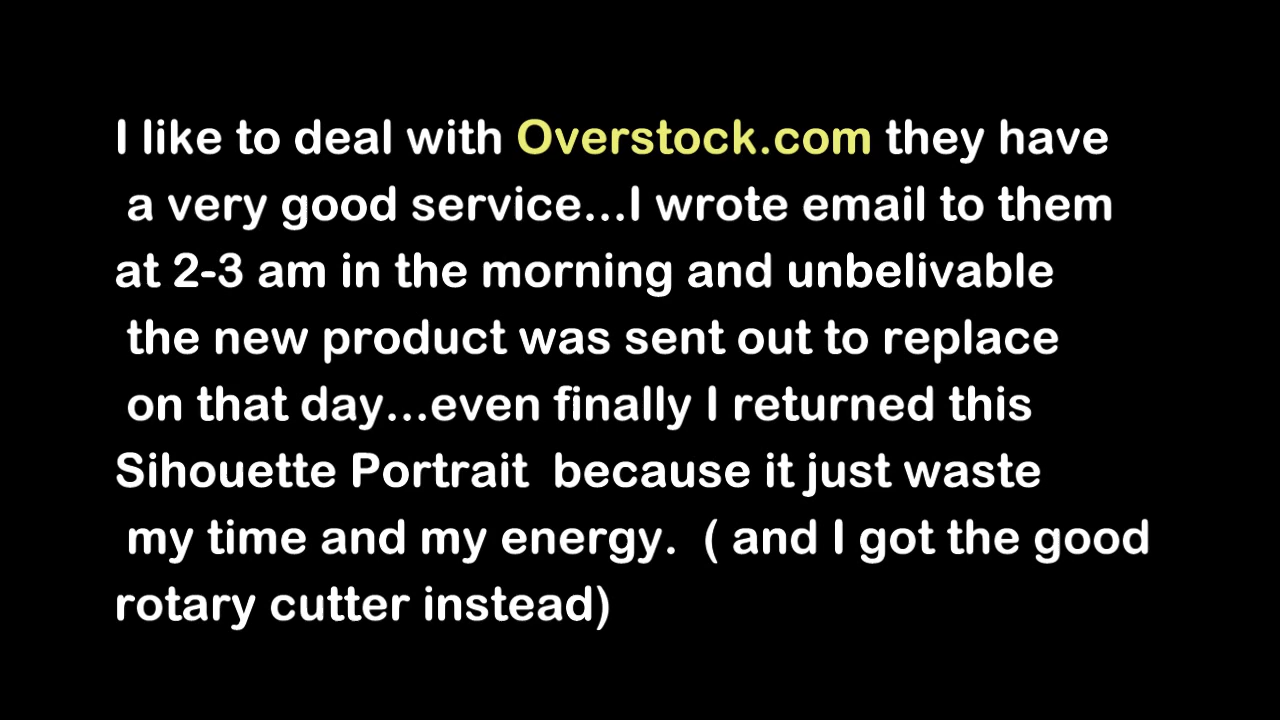 I like to deal with Overstock.com they have
a very good service...I wrote email to them
at 2-3 am in the morning and unbelivable
the new product was sent out to replace
on that day...even finally I returned this
Sihouette Portrait  because it just waste
my time and my energy.  ( and I got the good
rotary cutter instead)